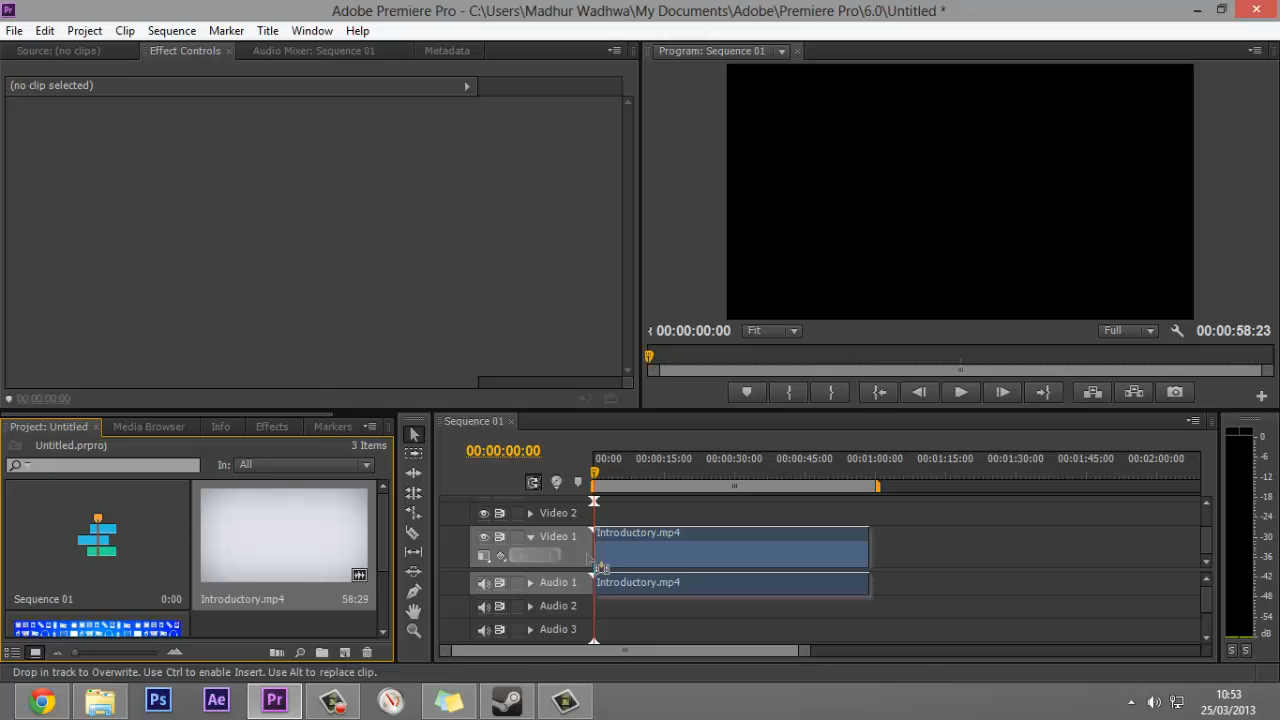 Pr Adobe Premiere Pro - C:\Users\Madhur Wadhwa\My Documents\Adobe\Premiere Pro\6.0\Untitled *
File Edit Project Clip Sequence Marker Title Window Help
Source: (no clips) Effect Controls Audio Mixer: Sequence 01 Metadata
Program: Sequence 01
(no clip selected)
00:00:00:00 Fit Full 00:00:58:23
00:00:00:00
Project: Untitled Media Browser Info Effects Markers
Untitled.prproj 3 Items
In: All
Sequence 01 0:00
Introductory.mp4 58:29
Sequence 01
00:00:00:00
00:00 00:00:15:00 00:00:30:00 00:00:45:00 00:01:00:00 00:01:15:00 00:01:30:00 00:01:45:00 00:02:00:00
Video 2
Video 1 Introductory.mp4
Audio 1 Introductory.mp4
Audio 2
Audio 3
0
-6
-12
-18
-24
-30
-36
-42
-48
-54
dB
S S
Drop in track to Overwrite. Use Ctrl to enable Insert. Use Alt to replace clip.
Ps Ae Pr
10:53
25/03/2013